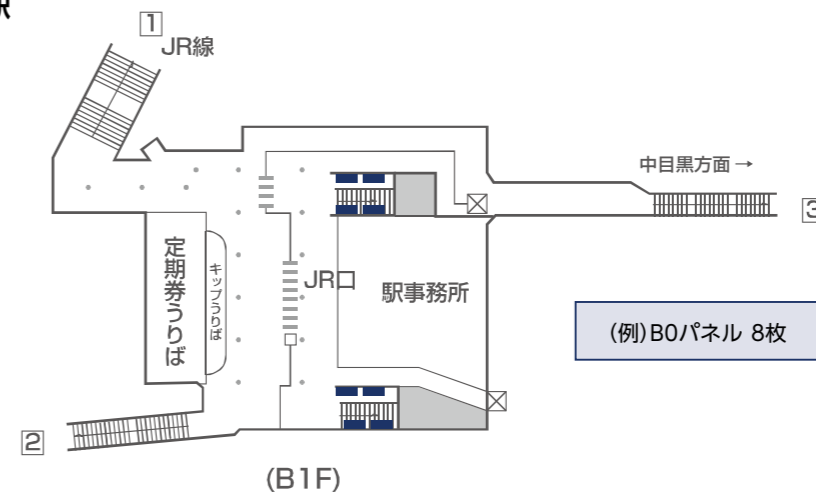 駅
1
JR線
中目黒方面 →
3
定期券うりば
キップうりば
JR口
駅事務所
(例)B0パネル 8枚
2
(B1F)